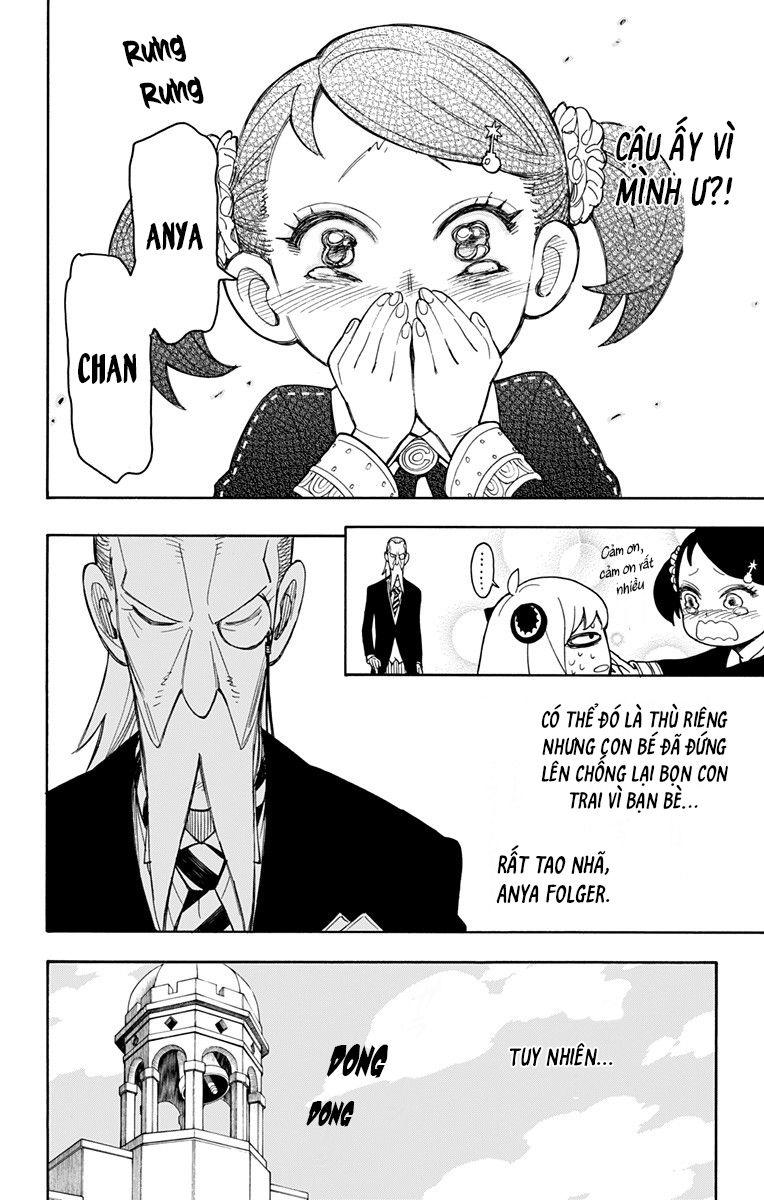 Rưng
Rưng
CẬU ẤY VÌ
MÌNH Ư?!
ANYA
CHAN
......
Cảm ơn,
cảm ơn rất
nhiều
CÓ THỂ ĐÓ LÀ THÙ RIÊNG
NHƯNG CON BÉ ĐÃ ĐỨNG
LÊN CHỐNG LẠI BỌN CON
TRAI VÌ BẠN BÈ...
RẤT TAO NHÃ,
ANYA FOLGER.
DONG
DONG
TUY NHIÊN...